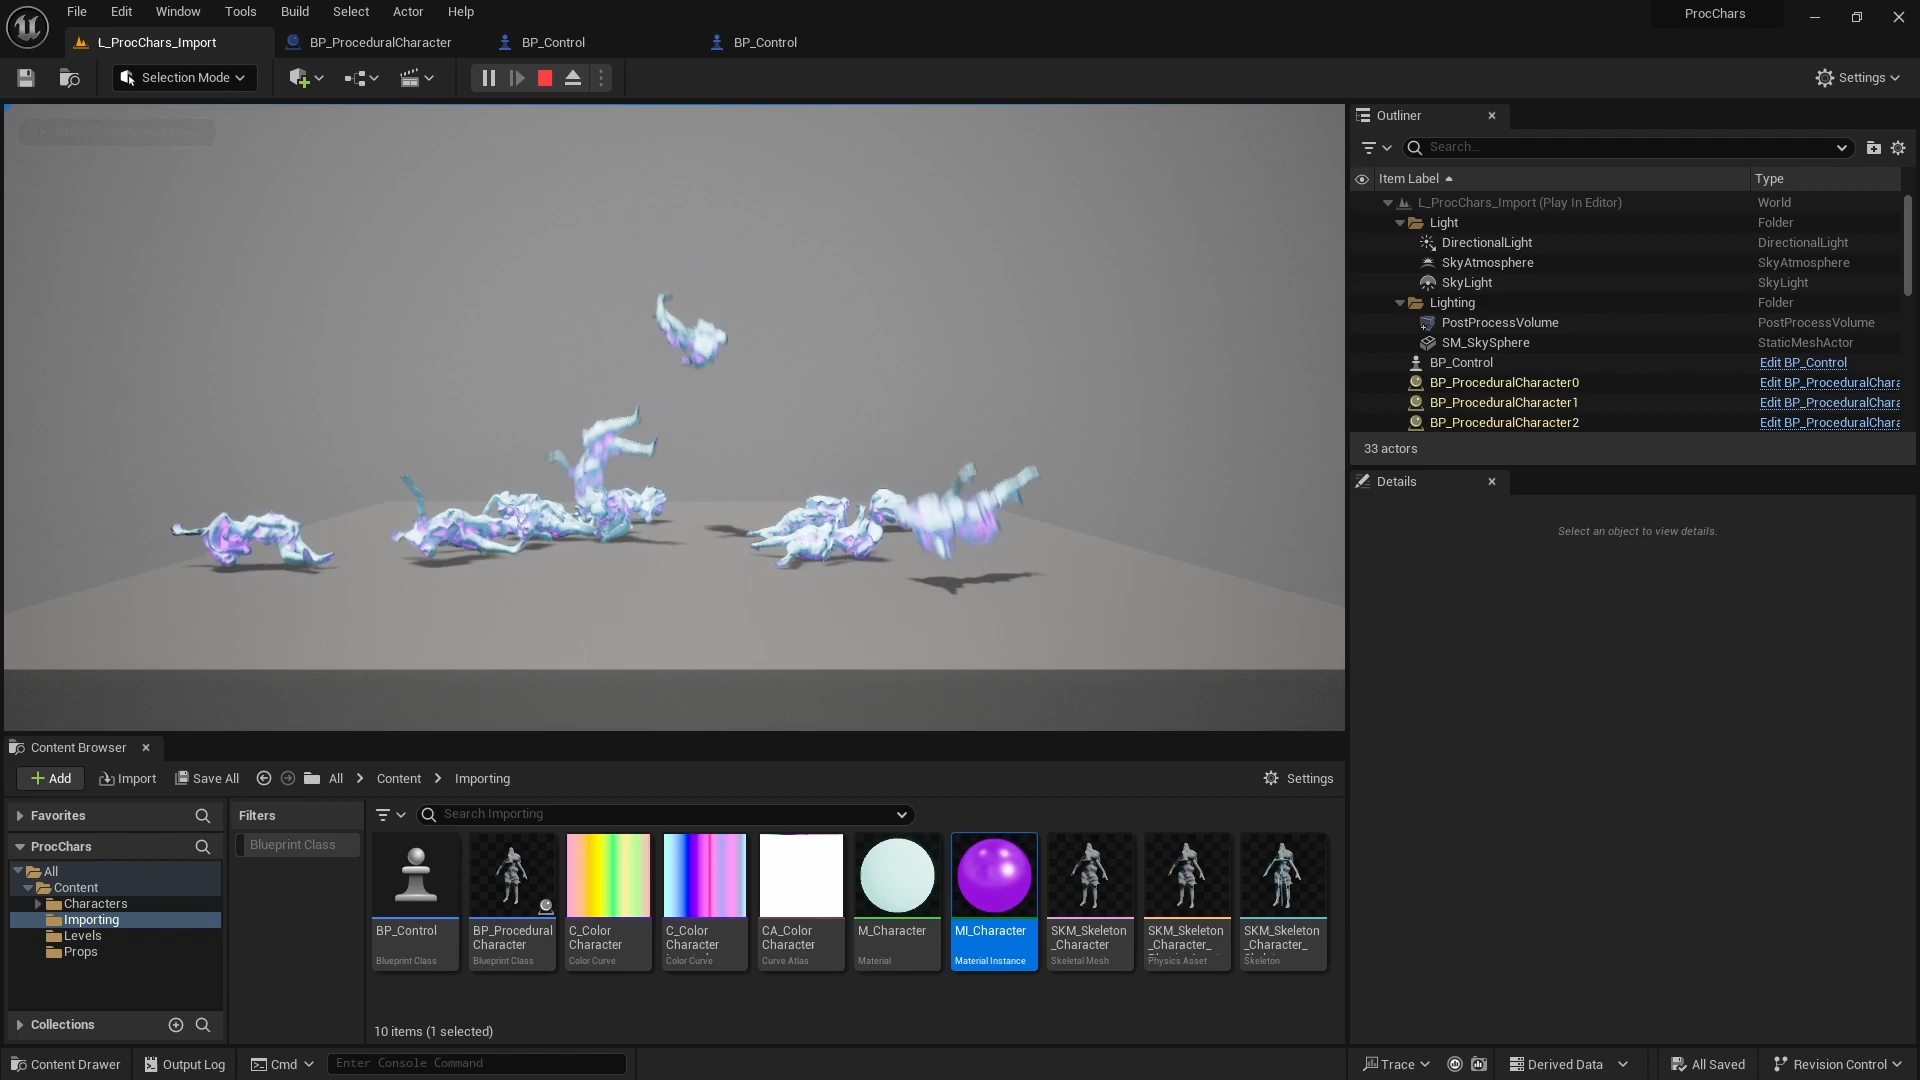 File Edit Window Tools Build Select Actor Help
ProcChars
L_ProcChars_Import
BP_ProceduralCharacter
BP_Control
BP_Control
Selection Mode
Settings
Outliner
Search...
Item Label
Type
L_ProcChars_Import (Play In Editor) World
Light Folder
DirectionalLight DirectionalLight
SkyAtmosphere SkyAtmosphere
SkyLight SkyLight
Lighting Folder
PostProcessVolume PostProcessVolume
SM_SkySphere StaticMeshActor
BP_Control Edit BP_Control
BP_ProceduralCharacter0 Edit BP_ProceduralChara
BP_ProceduralCharacter1 Edit BP_ProceduralChara
BP_ProceduralCharacter2 Edit BP_ProceduralChara
33 actors
Details
Select an object to view details.
Content Browser
Add Import Save All All Content Importing Settings
Favorites
Filters
Search Importing
ProcChars
Blueprint Class
All
Content
Characters
Importing
Levels
Props
Collections
BP_Control
Blueprint Class
BP_Procedural
Character
Blueprint Class
C_Color
Character
Color Curve
C_Color
Character
Color Curve
CA_Color
Character
Curve Atlas
M_Character
Material
MI_Character
Material Instance
SKM_Skeleton
_Character
Skeletal Mesh
SKM_Skeleton
_Character_
Physics Asset
SKM_Skeleton
_Character_
Skeleton
10 items (1 selected)
Content Drawer Output Log Cmd Enter Console Command
Trace Derived Data All Saved Revision Control